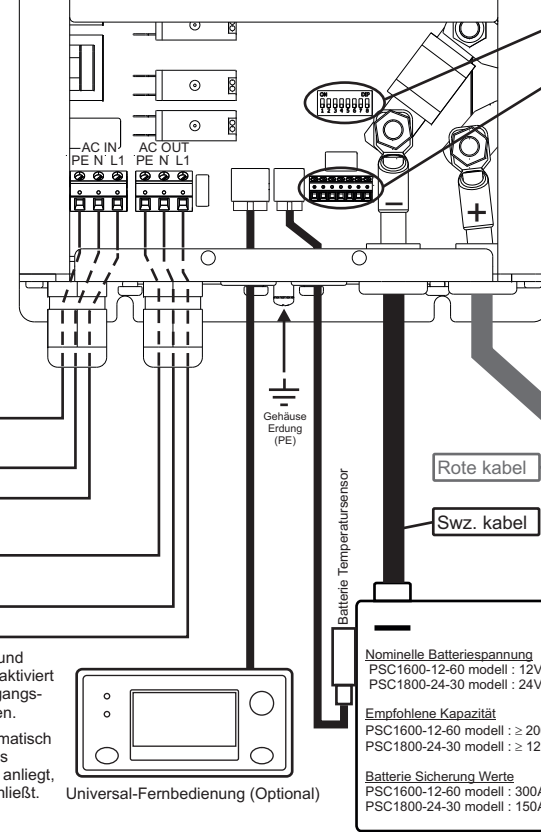 ON DIP
1 2 3 4 5 6 7 8
AC IN
PE N L1
AC OUT
PE N L1
Gehäuse
Erdung
(PE)
Rote kabel
Swz. kabel
Batterie Temperatursensor
und
aktiviert
gangs-
en.
matisch
s
anliegt,
hließt.
Universal-Fernbedienung (Optional)
Nominelle Batteriespannung
PSC1600-12-60 modell : 12V
PSC1800-24-30 modell : 24V
Empfohlene Kapazität
PSC1600-12-60 modell : ≥ 20
PSC1800-24-30 modell : ≥ 12
Batterie Sicherung Werte
PSC1600-12-60 modell : 300A
PSC1800-24-30 modell : 150A